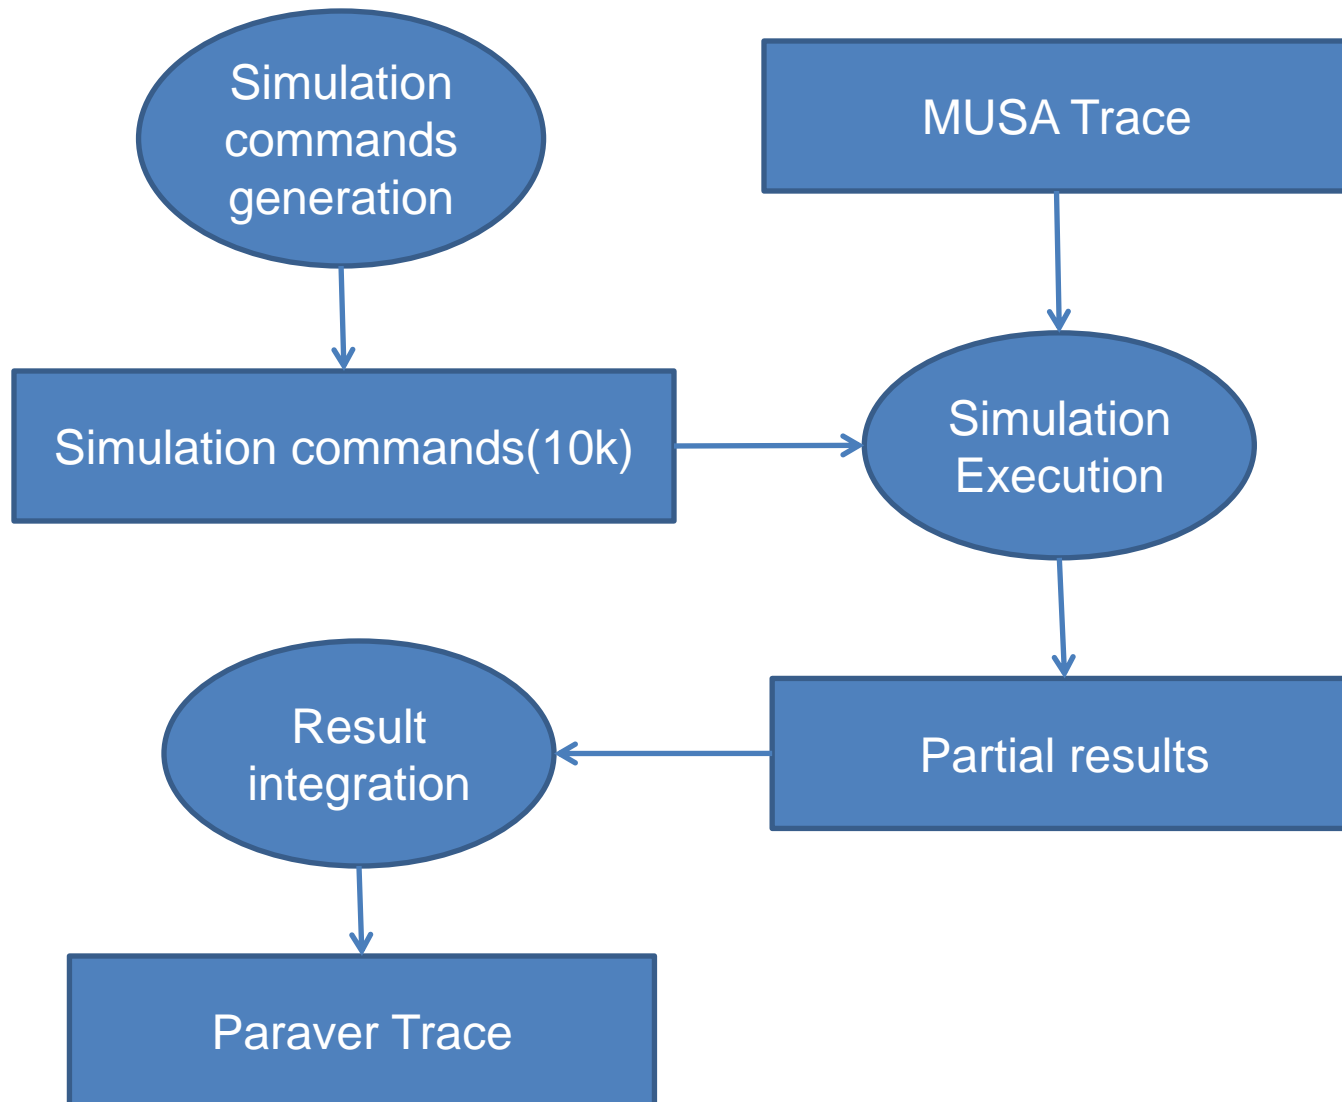 Simulation
commands
generation
MUSA Trace
Simulation commands(10k)
Simulation
Execution
Partial results
Result
integration
Paraver Trace